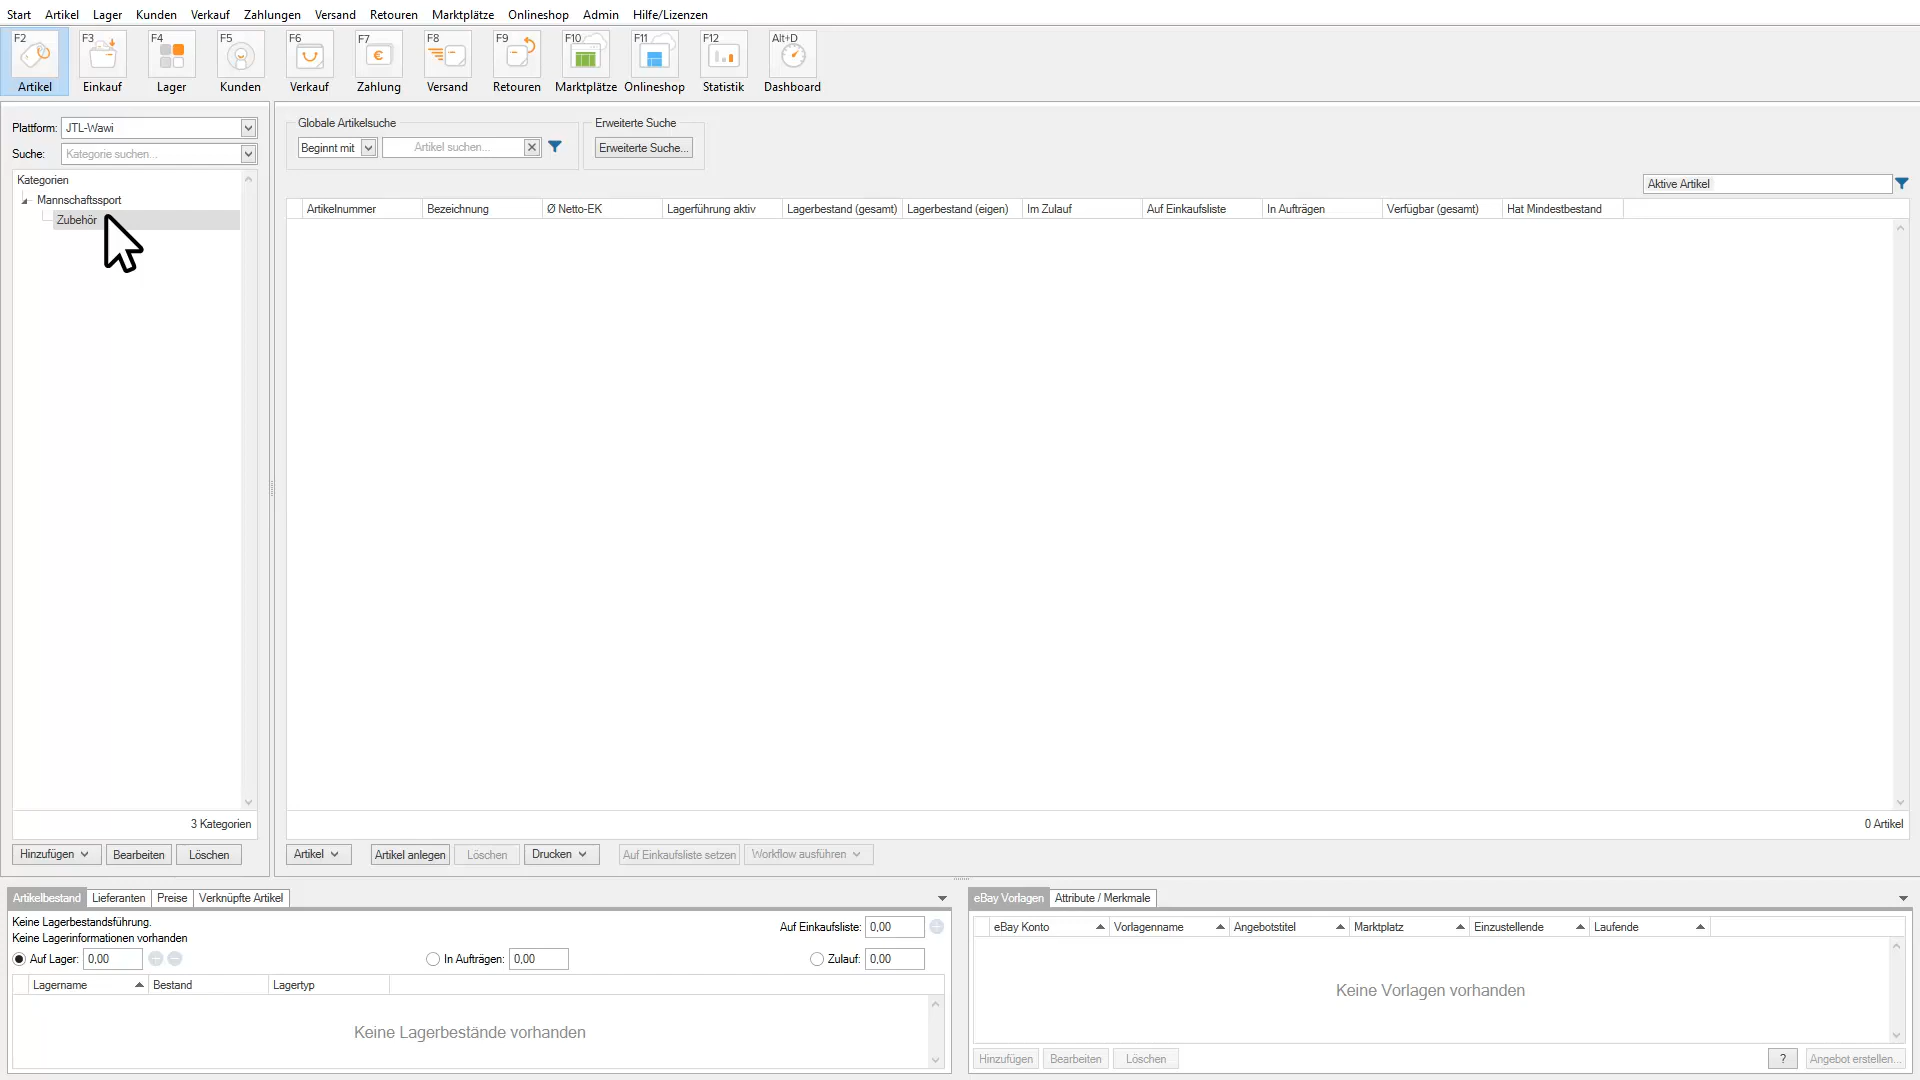 Start Artikel Lager Kunden Verkauf Zahlungen Versand Retouren Marktplätze Onlineshop Admin Hilfe/Lizenzen
F2 F3 F4 F5 F6 F7 F8 F9 F10 F11 F12 Alt+D
Artikel Einkauf Lager Kunden Verkauf Zahlung Versand Retouren Marktplätze Onlineshop Statistik Dashboard
Plattform: JTL-Wawi
Suche: Kategorie suchen...
Kategorien
Mannschaftssport
Zubehör
3 Kategorien
Hinzufügen Bearbeiten Löschen
Globale Artikelsuche Erweiterte Suche
Beginnt mit Artikel suchen... Erweiterte Suche...
Aktive Artikel
Artikelnummer Bezeichnung Ø Netto-EK Lagerführung aktiv Lagerbestand (gesamt) Lagerbestand (eigen) Im Zulauf Auf Einkaufsliste In Aufträgen Verfügbar (gesamt) Hat Mindestbestand
0 Artikel
Artikel Artikel anlegen Löschen Drucken Auf Einkaufsliste setzen Workflow ausführen
Artikelbestand Lieferanten Preise Verknüpfte Artikel
Keine Lagerbestandsführung.
Keine Lagerinformationen vorhanden
Auf Einkaufsliste: 0,00
Auf Lager: 0,00 In Aufträgen: 0,00 Zulauf: 0,00
Lagername Bestand Lagertyp
Keine Lagerbestände vorhanden
eBay Vorlagen Attribute / Merkmale
eBay Konto Vorlagenname Angebotstitel Marktplatz Einzustellende Laufende
Keine Vorlagen vorhanden
Hinzufügen Bearbeiten Löschen ? Angebot erstellen...